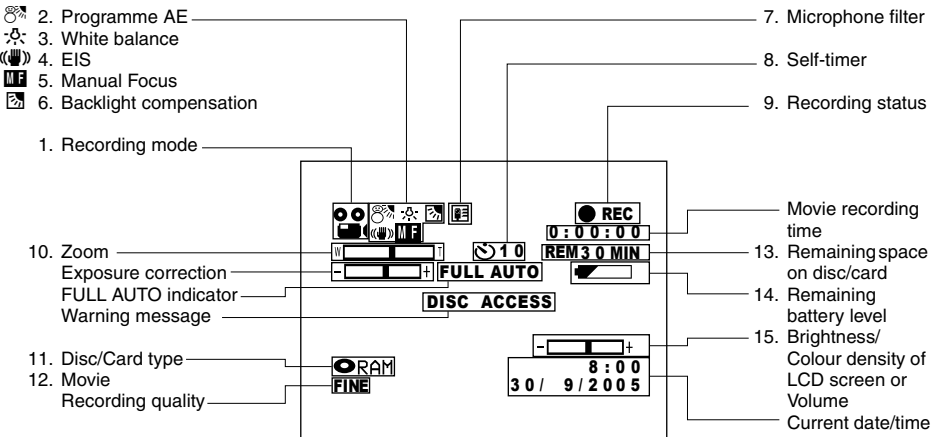 2. Programme AE
3. White balance
4. EIS
MF 5. Manual Focus
6. Backlight compensation
1. Recording mode
7. Microphone filter
8. Self-timer
9. Recording status
10. Zoom
Exposure correction
FULL AUTO indicator
Warning message
11. Disc/Card type
12. Movie
Recording quality
MF
W T
- +
10
FULL AUTO
DISC ACCESS
REC
0:00:00
REM 30 MIN
RAM
FINE
- +
8:00
30/ 9/2005
Movie recording
time
13. Remaining space
on disc/card
14. Remaining
battery level
15. Brightness/
Colour density of
LCD screen or
Volume
Current date/time